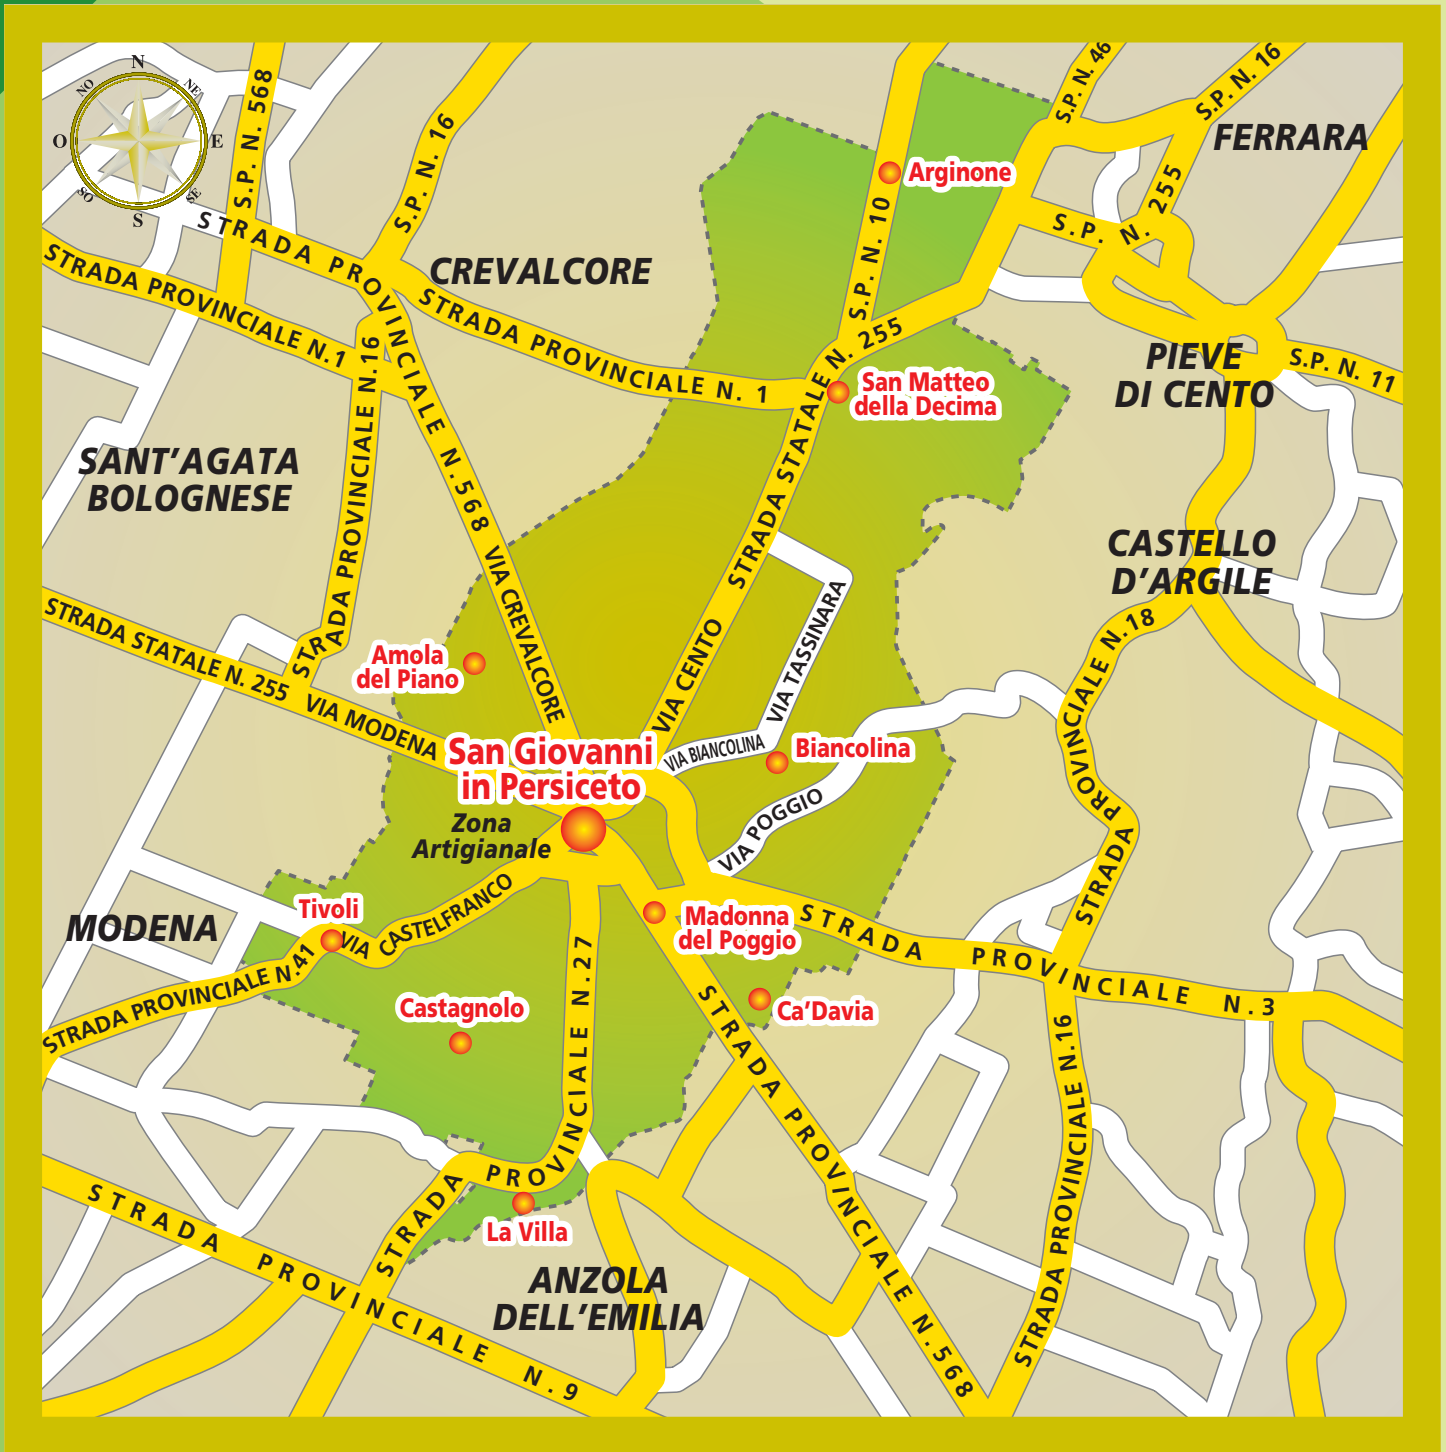 N
NO
NE
O
E
SO
SE
S
S.P. N. 568
S.P. N. 16
S.P. N. 46
S.P. N. 16
FERRARA
Arginone
S.P. N. 10
S.P. N. 255
STRADA PROVINCIALE N.568 VIA CREVALCORE
STRADA PROVINCIALE N.1
CREVALCORE
STRADA PROVINCIALE N. 1
VIA CENTO STRADA STATALE N. 255
PIEVE
DI CENTO
S.P. N. 11
San Matteo
della Decima
STRADA PROVINCIALE N.16
SANT'AGATA
BOLOGNESE
CASTELLO
D'ARGILE
STRADA STATALE N. 255 VIA MODENA
Amola
del Piano
VIA TASSINARA
VIA BIANCOLINA
STRADA PROVINCIALE N.18
San Giovanni
in Persiceto
Biancolina
Zona
Artigianale
VIA POGGIO
MODENA
Tivoli
VIA CASTELFRANCO
STRADA PROVINCIALE N.41
Madonna
del Poggio
STRADA PROVINCIALE N.3
Castagnolo
Ca'Davia
STRADA PROVINCIALE N.27
STRADA PROVINCIALE N.568
STRADA PROVINCIALE N.16
La Villa
STRADA PROVINCIALE N.9
ANZOLA
DELL'EMILIA